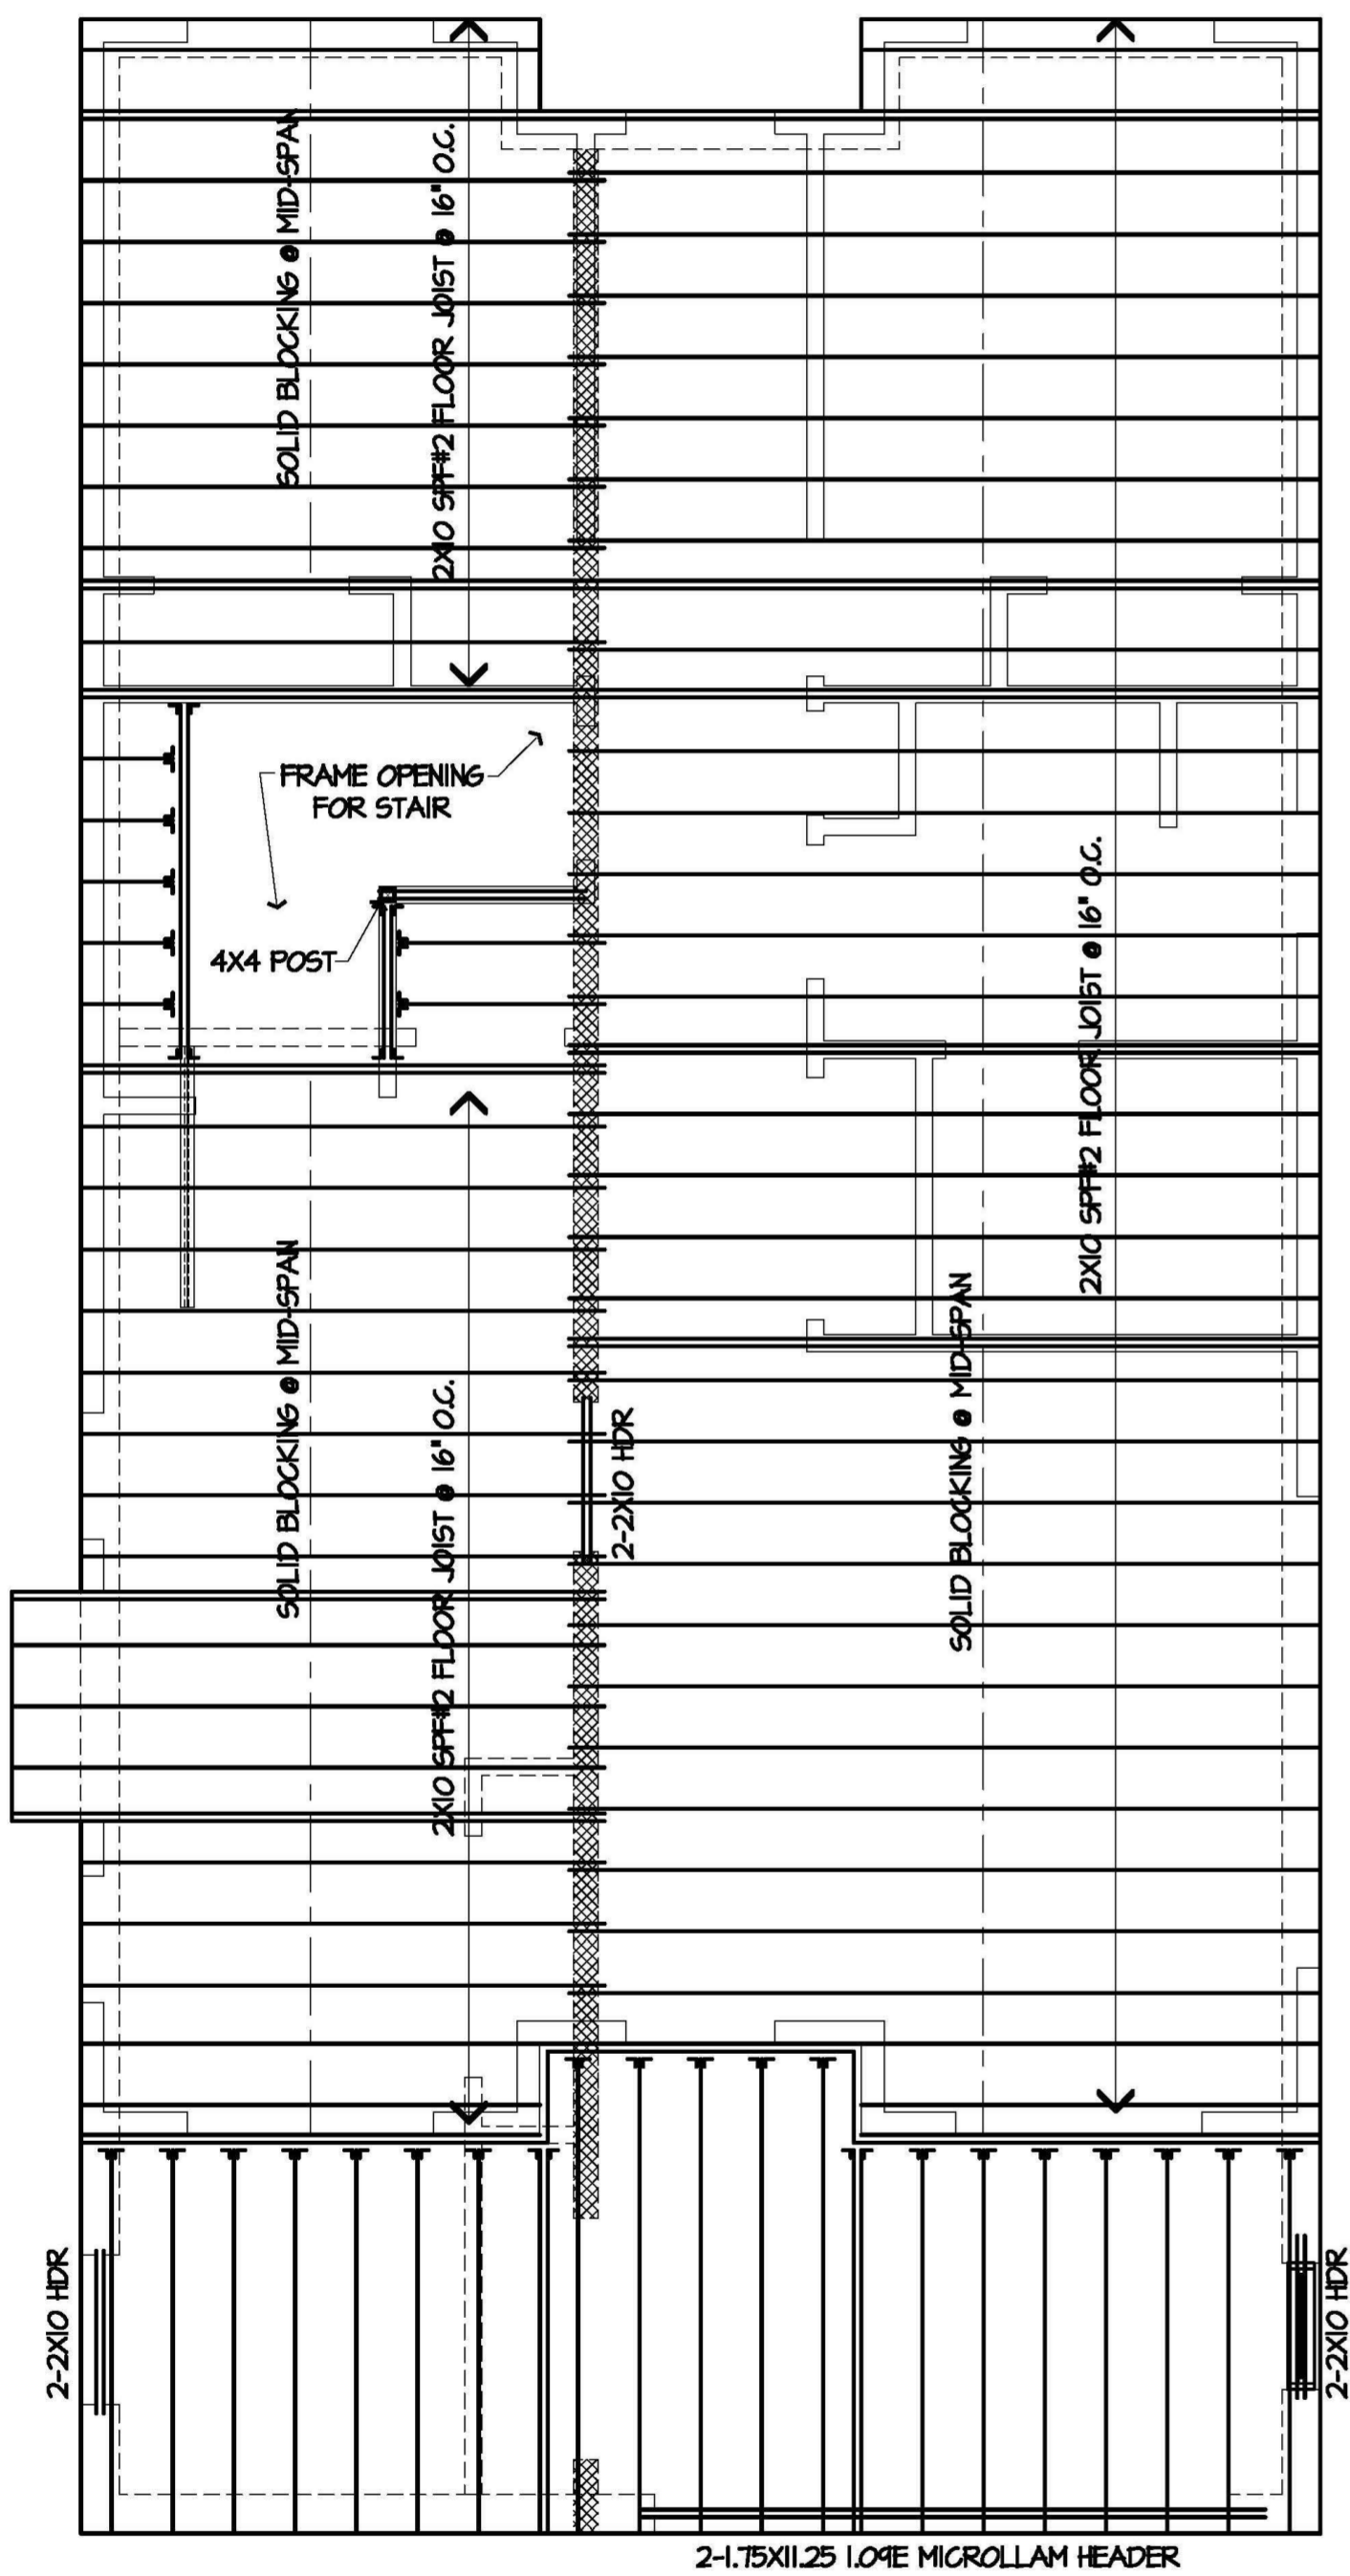 SOLID BLOCKING @ MID-SPAN
2X10 SPF#2 FLOOR JOIST @ 16" O.C.
FRAME OPENING
FOR STAIR
4X4 POST
2X10 SPF#2 FLOOR JOIST @ 16" O.C.
SOLID BLOCKING @ MID-SPAN
2X10 SPF#2 FLOOR JOIST @ 16" O.C.
2-2X10 HDR
SOLID BLOCKING @ MID-SPAN
2-2X10 HDR
2-2X10 HDR
2-1.75X11.25 1.09E MICROLLAM HEADER